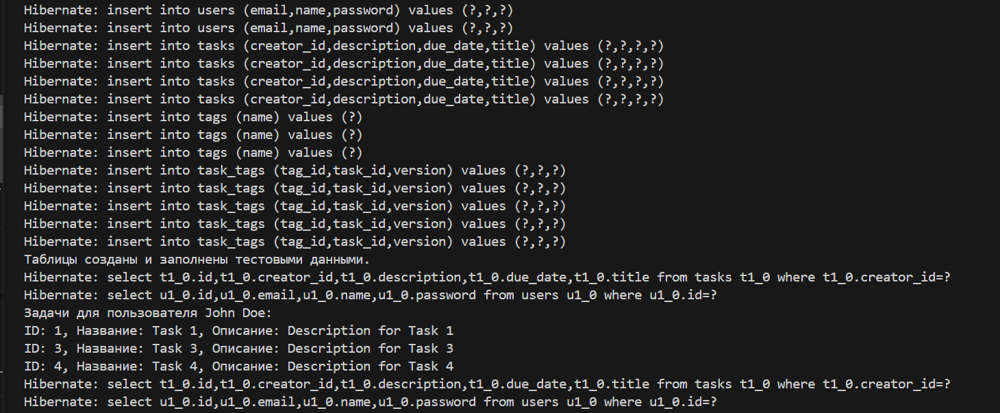 Hibernate: insert into users (email,name,password) values (?,?,?)
Hibernate: insert into users (email,name,password) values (?,?,?)
Hibernate: insert into tasks (creator_id,description,due_date,title) values (?,?,?,?)
Hibernate: insert into tasks (creator_id,description,due_date,title) values (?,?,?,?)
Hibernate: insert into tasks (creator_id,description,due_date,title) values (?,?,?,?)
Hibernate: insert into tasks (creator_id,description,due_date,title) values (?,?,?,?)
Hibernate: insert into tags (name) values (?)
Hibernate: insert into tags (name) values (?)
Hibernate: insert into tags (name) values (?)
Hibernate: insert into task_tags (tag_id,task_id,version) values (?,?,?)
Hibernate: insert into task_tags (tag_id,task_id,version) values (?,?,?)
Hibernate: insert into task_tags (tag_id,task_id,version) values (?,?,?)
Hibernate: insert into task_tags (tag_id,task_id,version) values (?,?,?)
Hibernate: insert into task_tags (tag_id,task_id,version) values (?,?,?)
Таблицы созданы и заполнены тестовыми данными.
Hibernate: select t1_0.id,t1_0.creator_id,t1_0.description,t1_0.due_date,t1_0.title from tasks t1_0 where t1_0.creator_id=?
Hibernate: select u1_0.id,u1_0.email,u1_0.name,u1_0.password from users u1_0 where u1_0.id=?
Задачи для пользователя John Doe:
ID: 1, Название: Task 1, Описание: Description for Task 1
ID: 3, Название: Task 3, Описание: Description for Task 3
ID: 4, Название: Task 4, Описание: Description for Task 4
Hibernate: select t1_0.id,t1_0.creator_id,t1_0.description,t1_0.due_date,t1_0.title from tasks t1_0 where t1_0.creator_id=?
Hibernate: select u1_0.id,u1_0.email,u1_0.name,u1_0.password from users u1_0 where u1_0.id=?